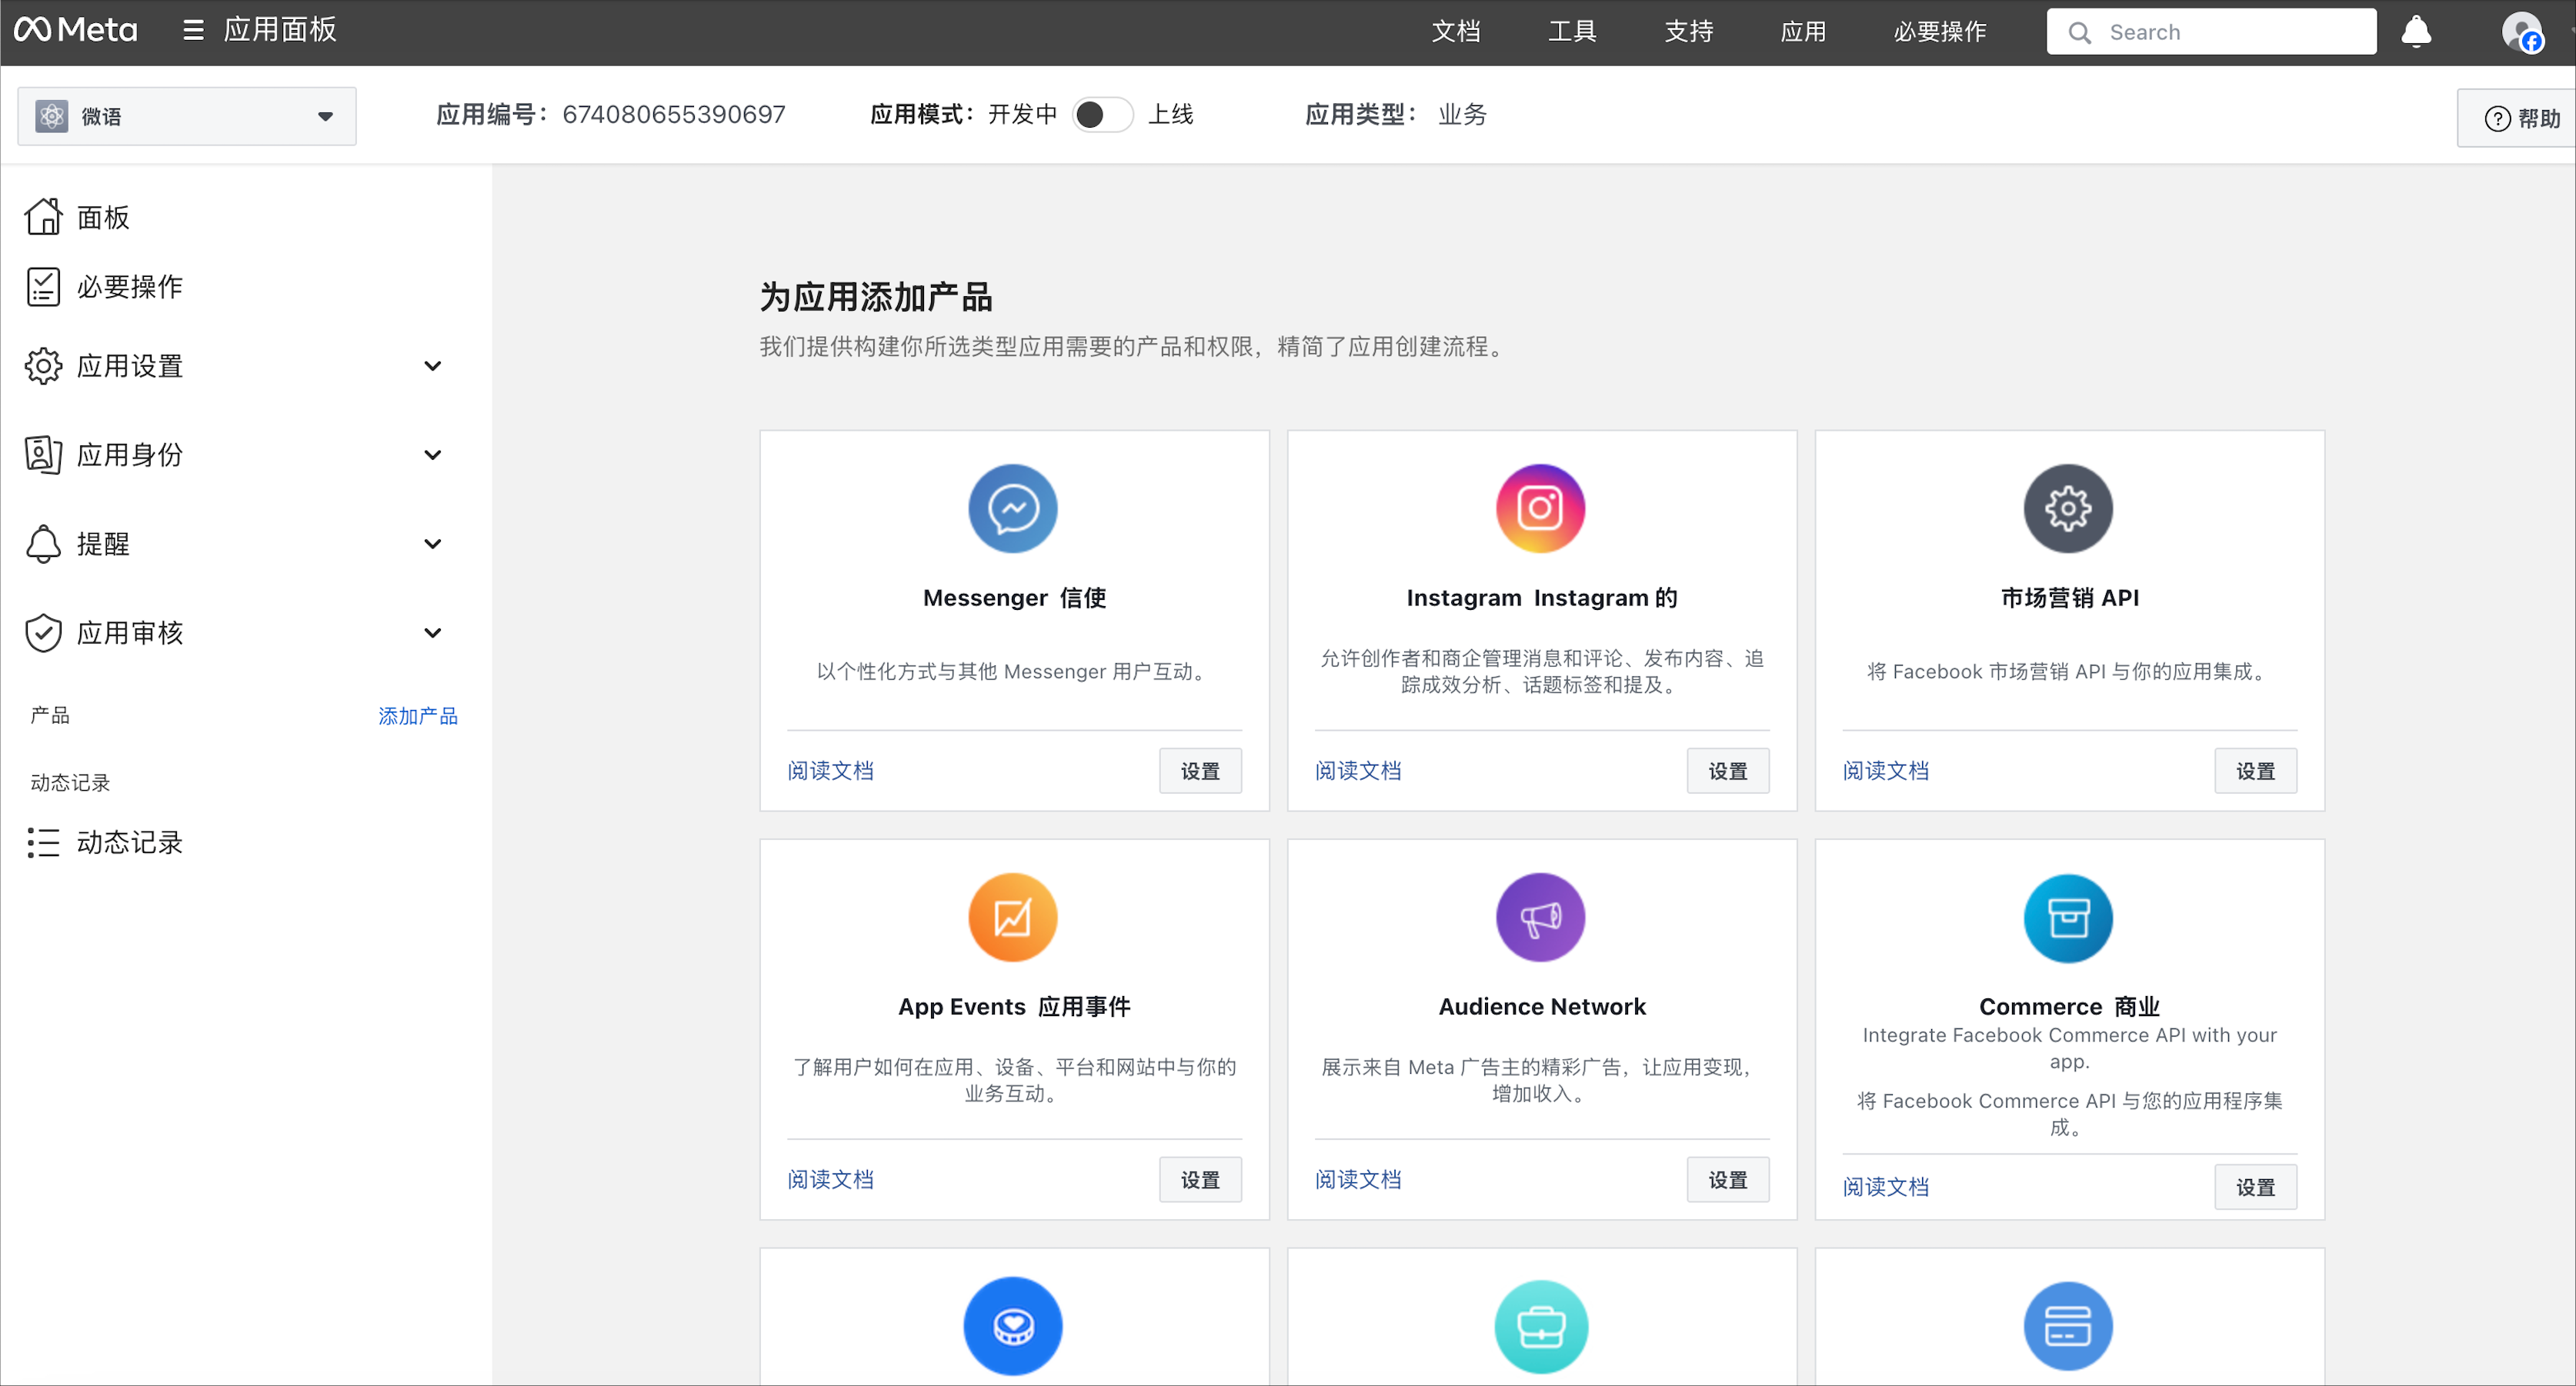 Meta
应用面板
文档 工具 支持 应用 必要操作
Search
微语
应用编号： 674080655390697
应用模式： 开发中 上线
应用类型： 业务
帮助
面板
必要操作
应用设置
应用身份
提醒
应用审核
产品 添加产品
动态记录
动态记录
为应用添加产品
我们提供构建你所选类型应用需要的产品和权限，精简了应用创建流程。
Messenger 信使
以个性化方式与其他 Messenger 用户互动。
阅读文档 设置
Instagram Instagram 的
允许创作者和商企管理消息和评论、发布内容、追
踪成效分析、话题标签和提及。
阅读文档 设置
市场营销 API
将 Facebook 市场营销 API 与你的应用集成。
阅读文档 设置
App Events 应用事件
了解用户如何在应用、设备、平台和网站中与你的
业务互动。
阅读文档 设置
Audience Network
展示来自 Meta 广告主的精彩广告，让应用变现，
增加收入。
阅读文档 设置
Commerce 商业
Integrate Facebook Commerce API with your
app.
将 Facebook Commerce API 与您的应用程序集
成。
阅读文档 设置